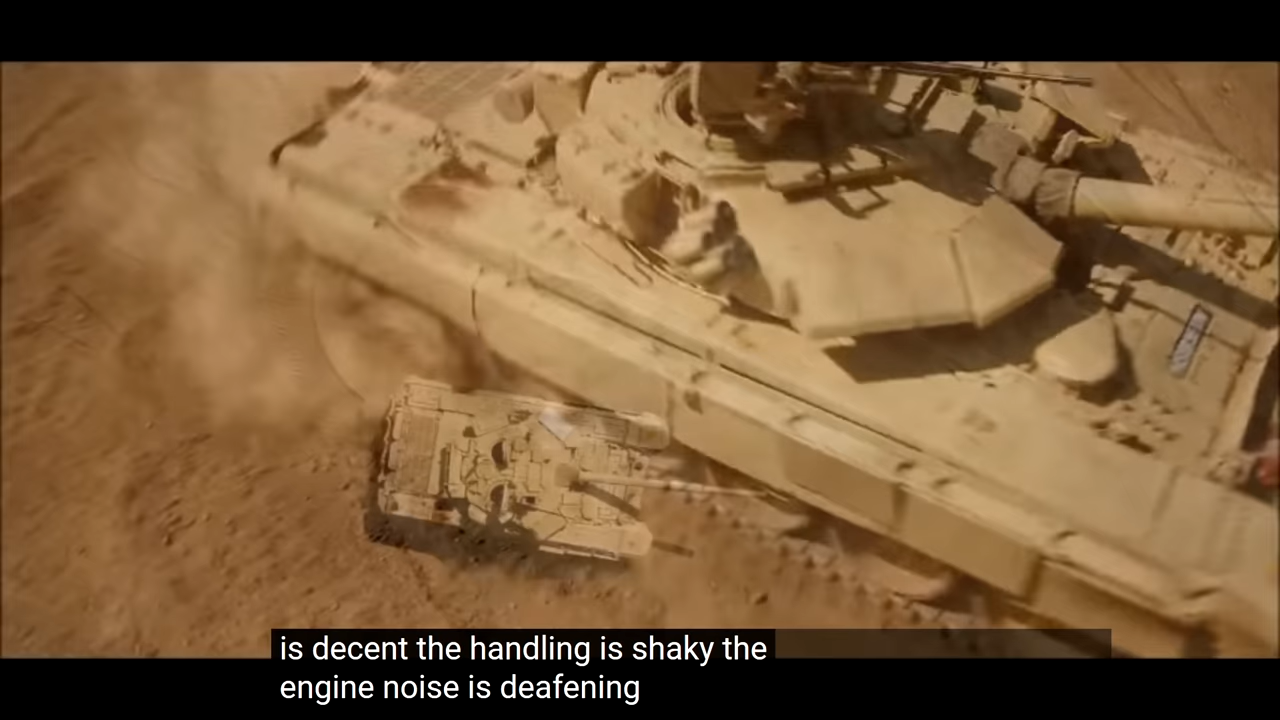 is decent the handling is shaky the
engine noise is deafening